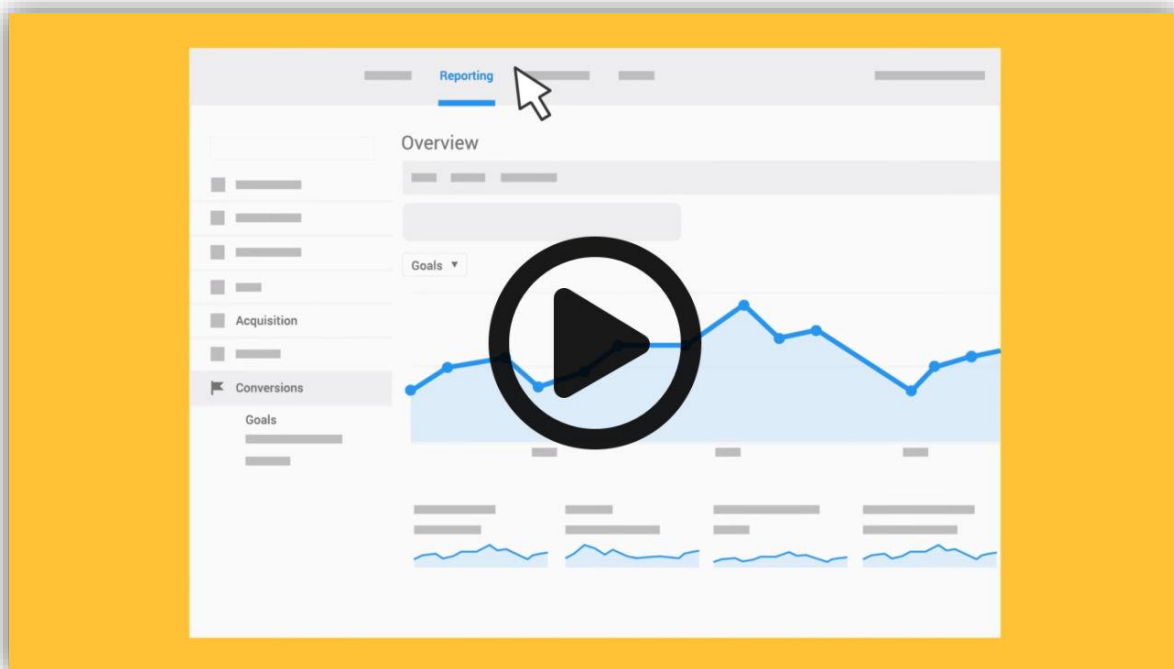 Reporting
Overview
Goals
Acquisition
Conversions
Goals